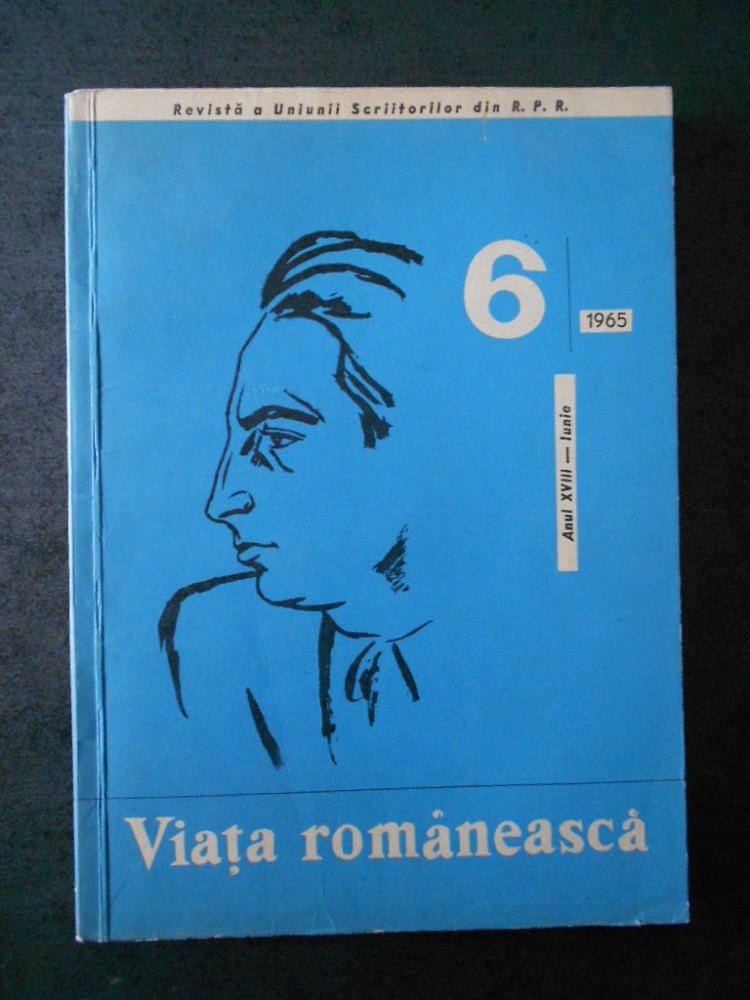 Revistă a Uniunii Scriitorilor din R. P. R.
6
1965
Anul XVIII — Iunie
Viața românească